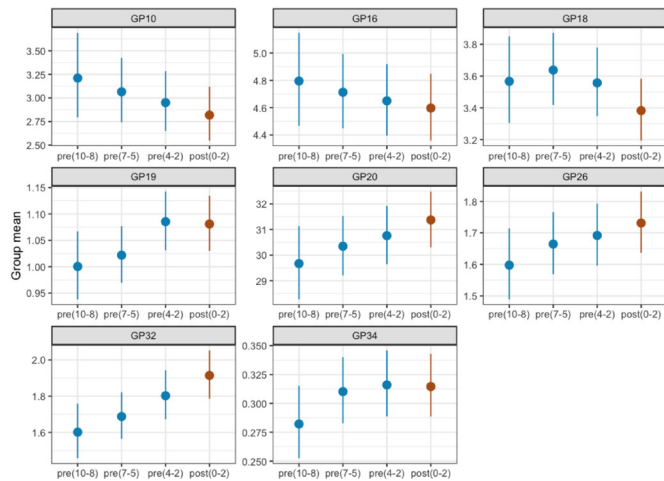 GP10
GP16
GP18
3.50
3.25
3.00
2.75
2.50
5.0
4.8
4.6
4.4
3.8
3.6
3.4
3.2
pre(10-8) pre(7-5) pre(4-2) post(0-2)
pre(10-8) pre(7-5) pre(4-2) post(0-2)
pre(10-8) pre(7-5) pre(4-2) post(0-2)
Group mean
GP19
GP20
GP26
1.15
1.10
1.05
1.00
0.95
32
31
30
29
1.8
1.7
1.6
1.5
pre(10-8) pre(7-5) pre(4-2) post(0-2)
pre(10-8) pre(7-5) pre(4-2) post(0-2)
pre(10-8) pre(7-5) pre(4-2) post(0-2)
GP32
GP34
2.0
1.8
1.6
0.350
0.325
0.300
0.275
0.250
pre(10-8) pre(7-5) pre(4-2) post(0-2)
pre(10-8) pre(7-5) pre(4-2) post(0-2)